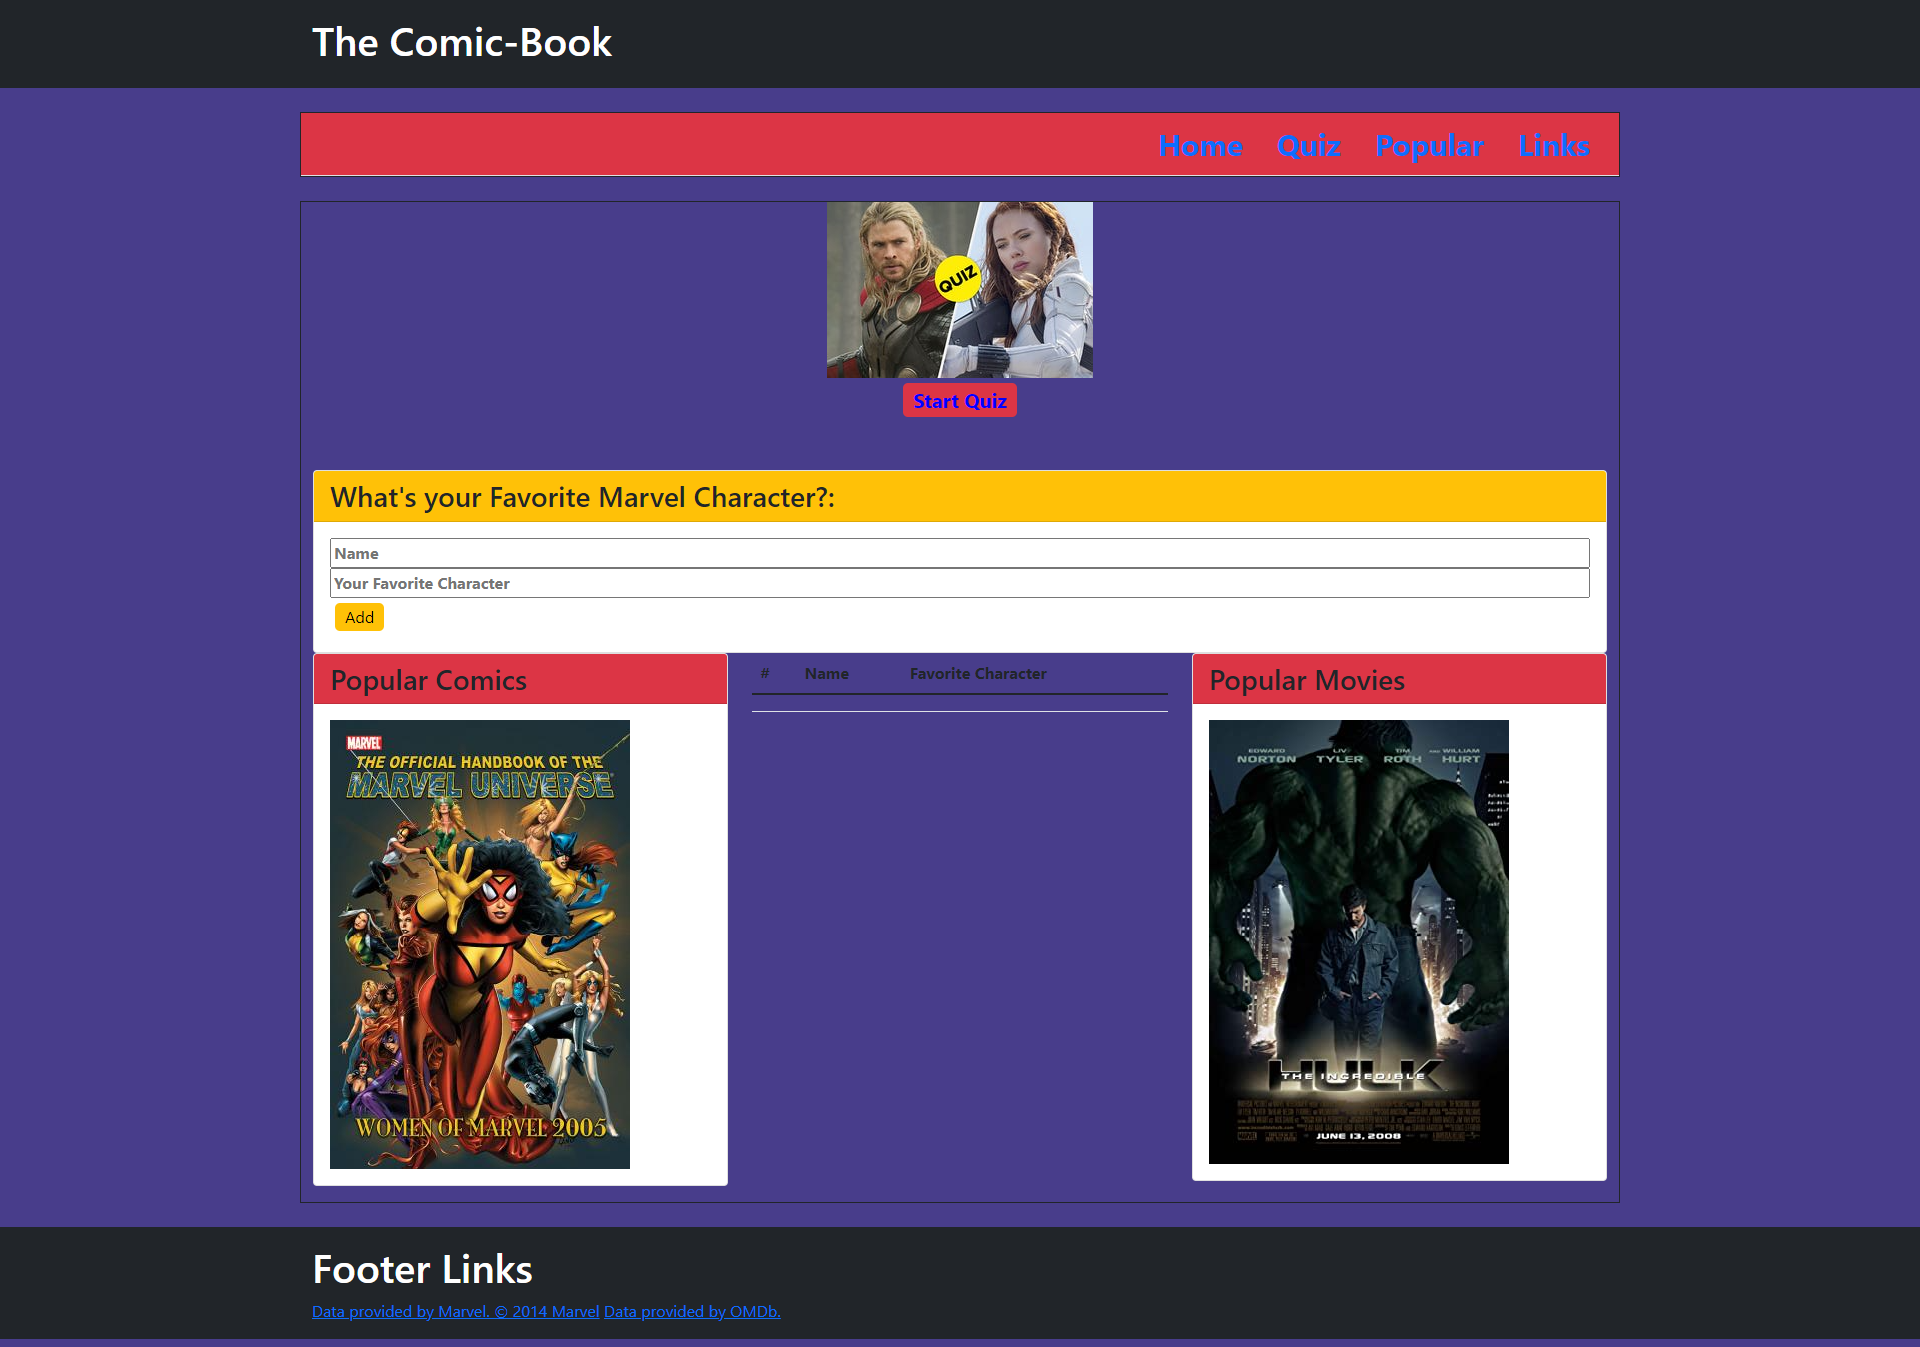 The Comic-Book
Home Quiz Popular Links
QUIZ
Start Quiz
What's your Favorite Marvel Character?:
Name
Your Favorite Character
Add
Popular Comics
# Name Favorite Character
Popular Movies
MARVEL
THE OFFICIAL HANDBOOK OF THE
MARVEL UNIVERSE
WOMEN OF MARVEL 2005
EDWARD NORTON LIV TYLER TIM ROTH AND WILLIAM HURT
THE INCREDIBLE
HULK
JUNE 13, 2008
Footer Links
Data provided by Marvel. © 2014 Marvel Data provided by OMDb.